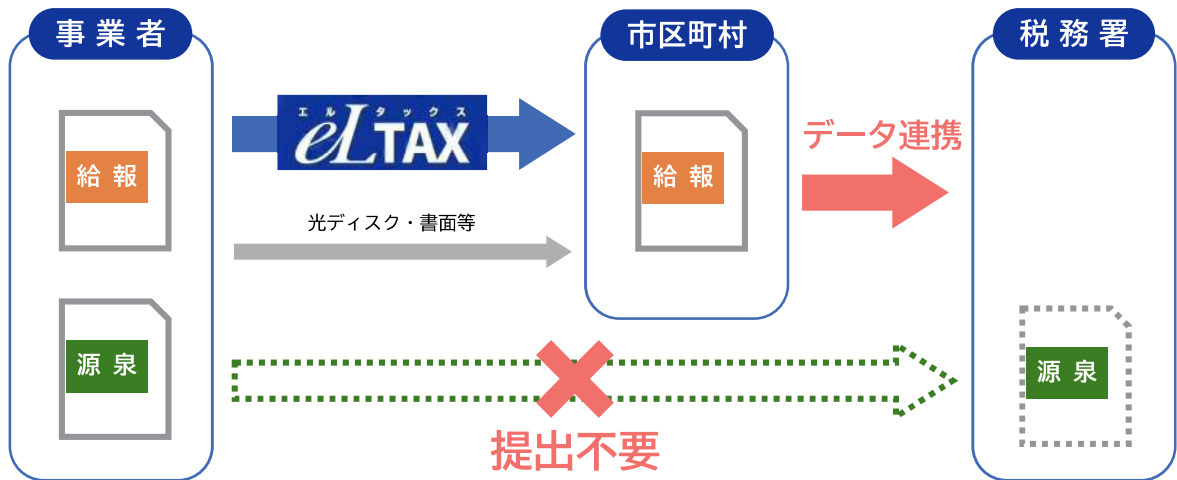 事業者
市区町村
税務署
エルタックス
eLTAX
データ連携
給報
給報
光ディスク・書面等
源泉
源泉
提出不要